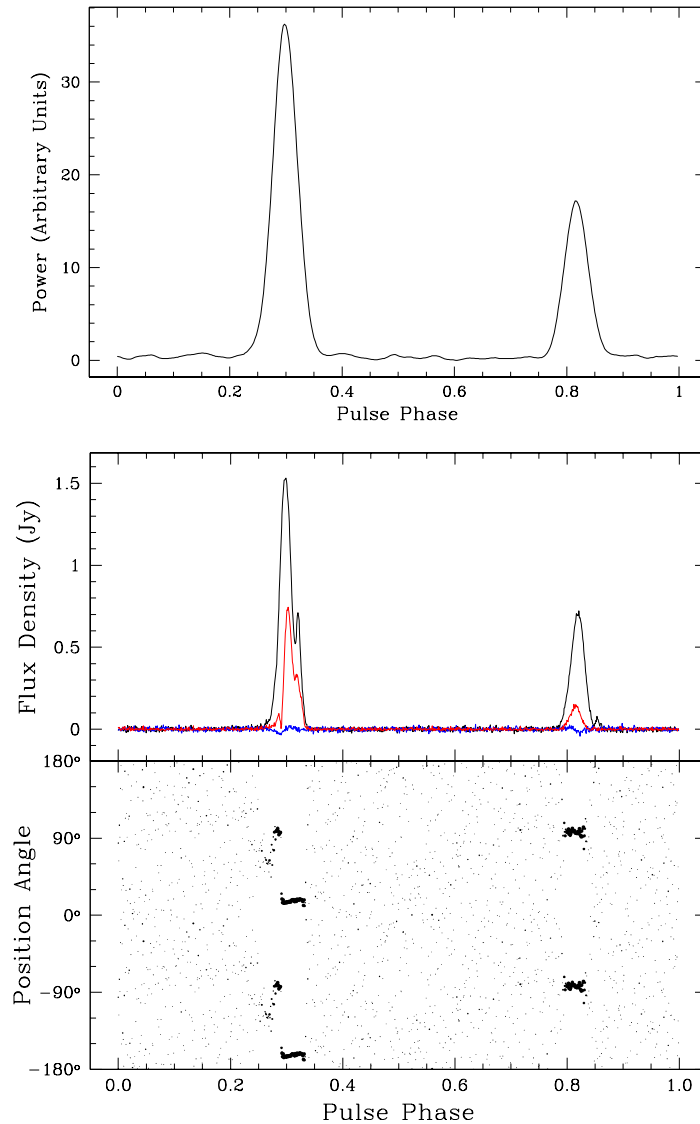 Power (Arbitrary Units)
30
20
10
0
0 0.2 0.4 0.6 0.8 1
Pulse Phase
Flux Density (Jy)
1.5
1
0.5
0
Position Angle
180°
90°
0°
−90°
−180°
0.0 0.2 0.4 0.6 0.8 1.0
Pulse Phase